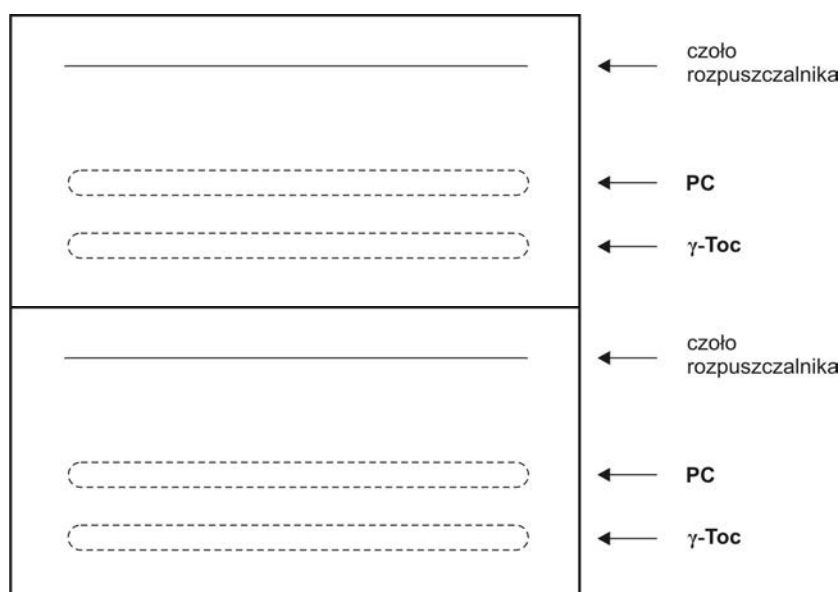 czoło
rozpuszczalnika
PC
γ-Toc
czoło
rozpuszczalnika
PC
γ-Toc